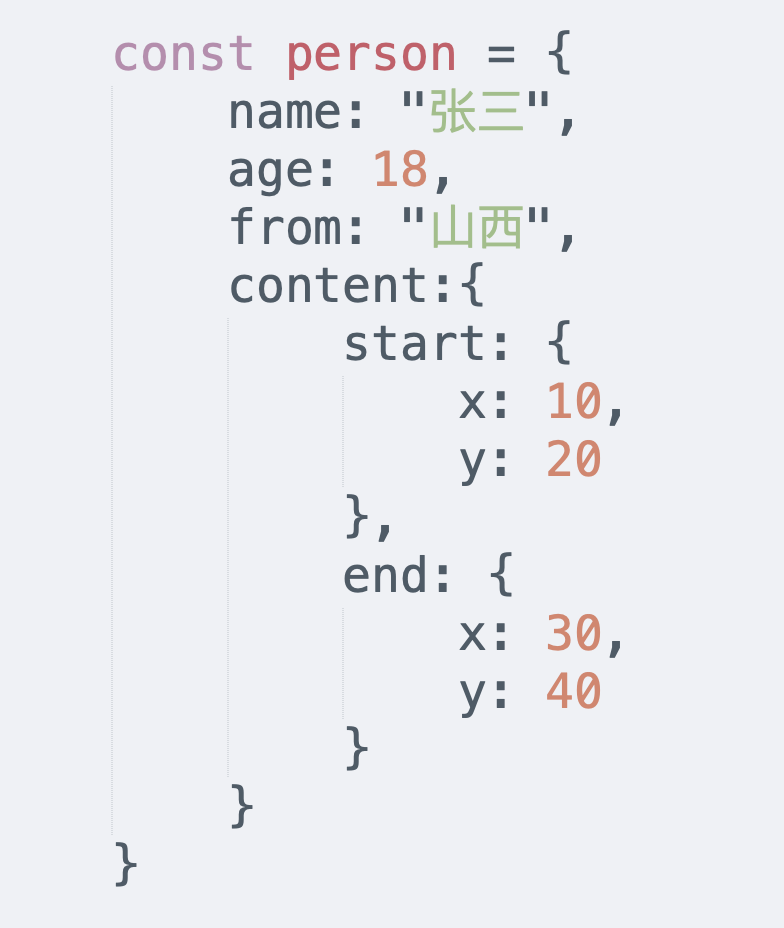 const person = {
    name: "张三",
    age: 18,
    from: "山西",
    content:{
        start: {
            x: 10,
            y: 20
        },
        end: {
            x: 30,
            y: 40
        }
    }
}